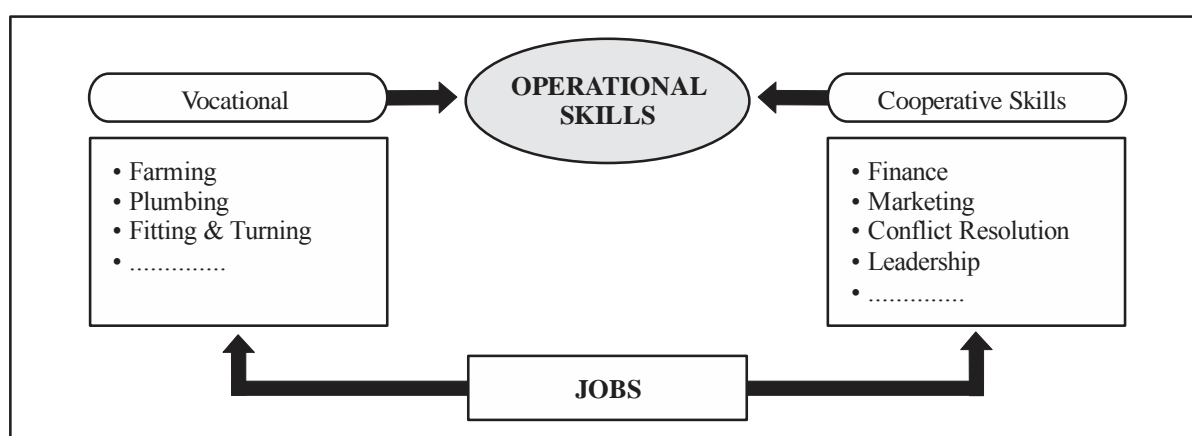 Vocational
OPERATIONAL
SKILLS
Cooperative Skills
• Farming
• Plumbing
• Fitting & Turning
• ..............
• Finance
• Marketing
• Conflict Resolution
• Leadership
• ..............
JOBS